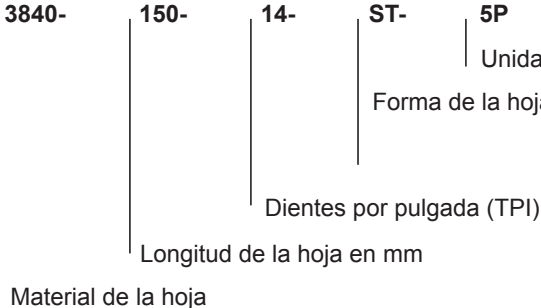 3840- 150- 14- ST- 5P
Unida
Forma de la hoja
Dientes por pulgada (TPI)
Longitud de la hoja en mm
Material de la hoja